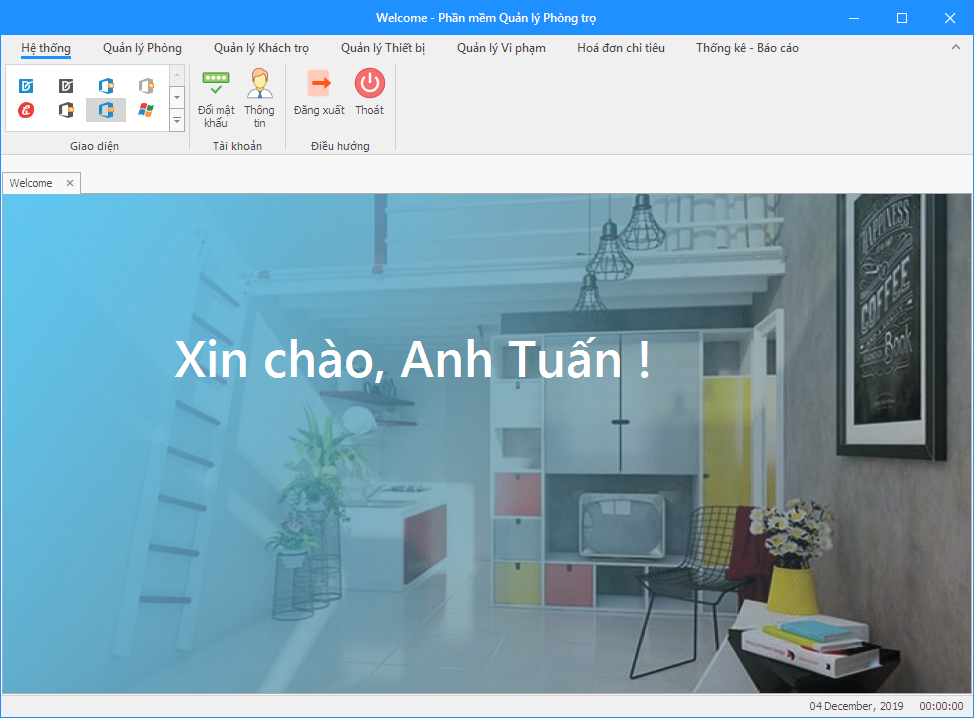 Welcome - Phần mềm Quản lý Phòng trọ
Hệ thống Quản lý Phòng Quản lý Khách trọ Quản lý Thiết bị Quản lý Vi phạm Hoá đơn chi tiêu Thống kê - Báo cáo
Đổi mật khẩu
Thông tin
Đăng xuất
Thoát
Giao diện Tài khoản Điều hướng
Welcome
HAPPINESS
COFFEE
Book
Xin chào, Anh Tuấn !
04 December, 2019 00:00:00